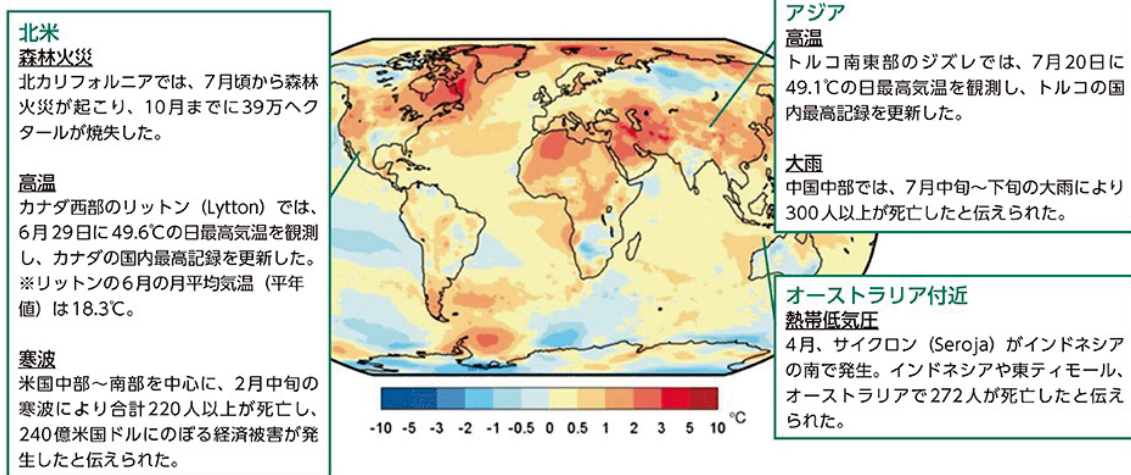 北米
森林火災
北カリフォルニアでは、7月頃から森林
火災が起こり、10月までに39万ヘク
タールが焼失した。
高温
カナダ西部のリットン（Lytton）では、
6月29日に49.6℃の日最高気温を観測
し、カナダの国内最高記録を更新した。
※リットンの6月の月平均気温（平年
値）は18.3℃。
寒波
米国中部～南部を中心に、2月中旬の
寒波により合計220人以上が死亡し、
240億米国ドルにのぼる経済被害が発
生したと伝えられた。
アジア
高温
トルコ南東部のジズレでは、7月20日に
49.1℃の日最高気温を観測し、トルコの国
内最高記録を更新した。
大雨
中国中部では、7月中旬～下旬の大雨により
300人以上が死亡したと伝えられた。
オーストラリア付近
熱帯低気圧
4月、サイクロン（Seroja）がインドネシア
の南で発生。インドネシアや東ティモール、
オーストラリアで272人が死亡したと伝え
られた。
-10 -5 -3 -2 -1 -0.5 0 0.5 1 2 3 5 10 ℃